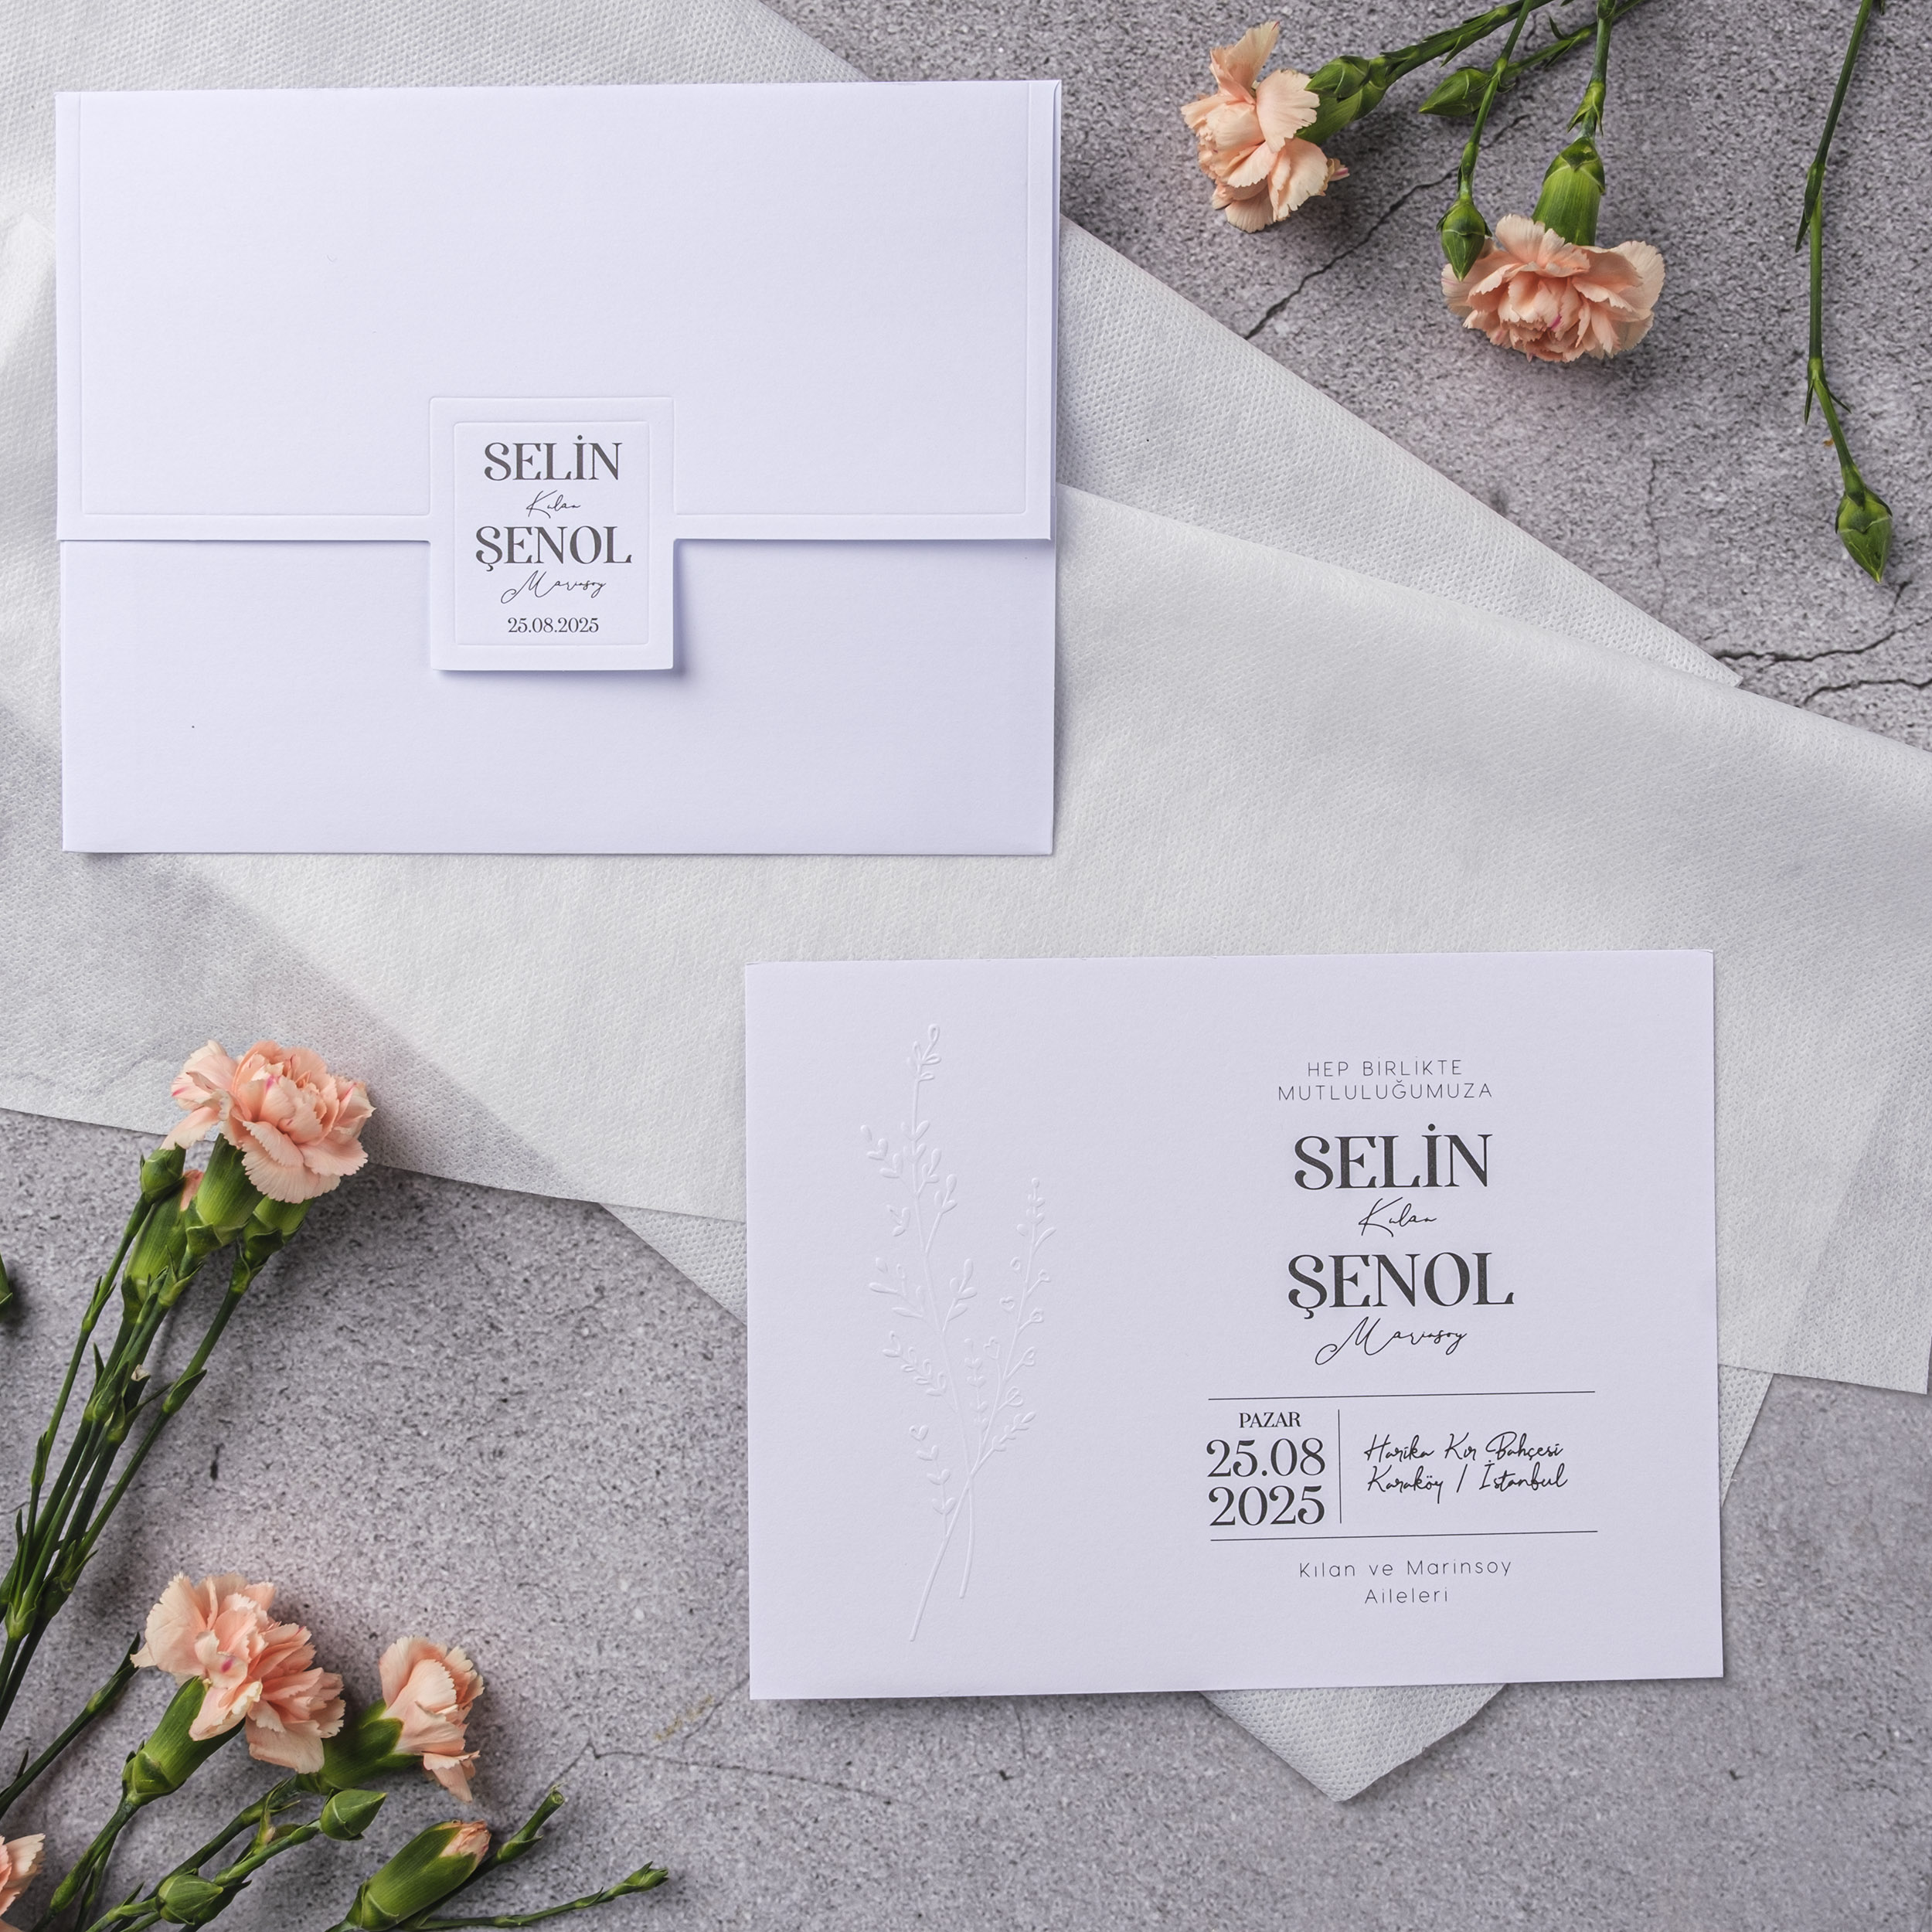 SELİN
Kılan
ŞENOL
Marinsoy
25.08.2025
HEP BİRLİKTE
MUTLULUĞUMUZA
SELİN
Kılan
ŞENOL
Marinsoy
PAZAR
25.08
2025
Harika Kır Bahçesi
Karaköy / İstanbul
Kılan ve Marinsoy
Aileleri